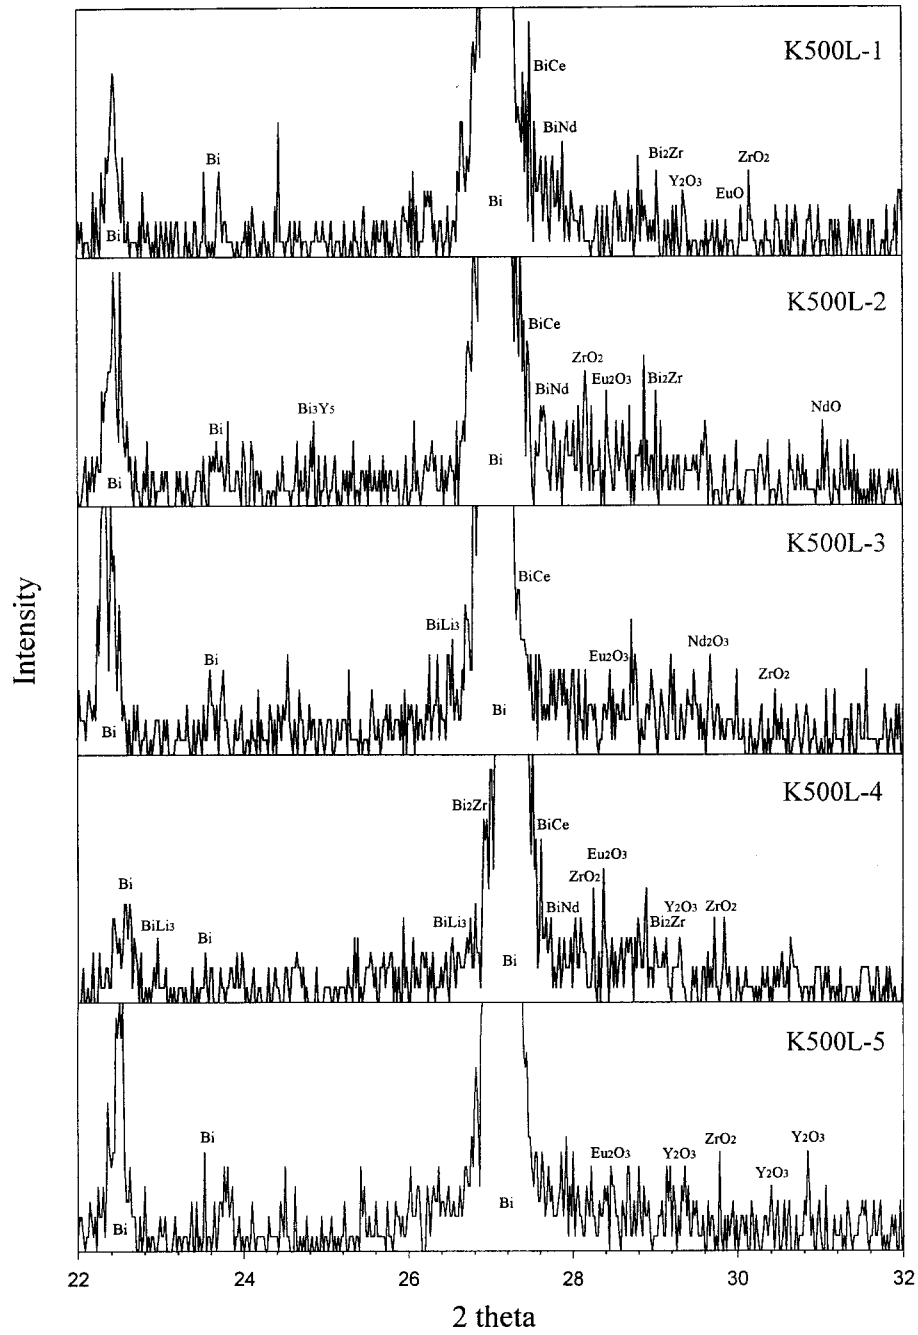 K500L-1
BiCe
BiNd
Bi
Bi2Zr
ZrO2
Y2O3
EuO
Bi
Bi
K500L-2
BiCe
ZrO2
BiNd
Eu2O3
Bi2Zr
Bi3Y5
NdO
Bi
Bi
Bi
K500L-3
BiCe
BiLi3
Nd2O3
Bi
Eu2O3
ZrO2
Bi
Bi
Intensity
K500L-4
Bi2Zr
BiCe
Eu2O3
ZrO2
Bi
BiLi3
BiLi3
BiNd
Y2O3
ZrO2
Bi2Zr
Bi
Bi
K500L-5
Bi
Eu2O3
Y2O3
ZrO2
Y2O3
Y2O3
Bi
Bi
22 24 26 28 30 32
2 theta